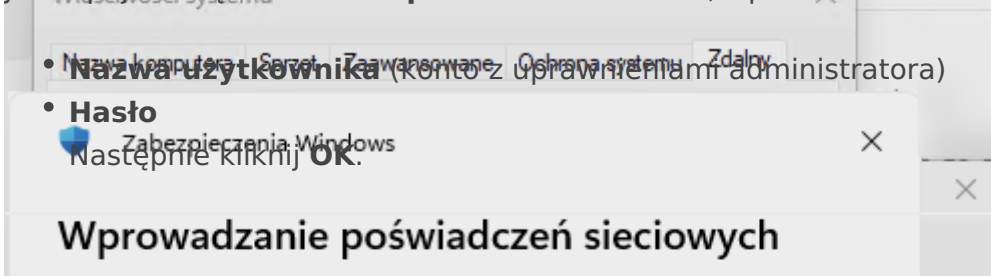 Właściwości systemu
Nazwa komputera Sprzęt Zaawansowane Ochrona systemu Zdalny
• Nazwa użytkownika (konto z uprawnieniami administratora)
• Hasło
Zabezpieczenia Windows
Następnie kliknij OK.
Wprowadzanie poświadczeń sieciowych